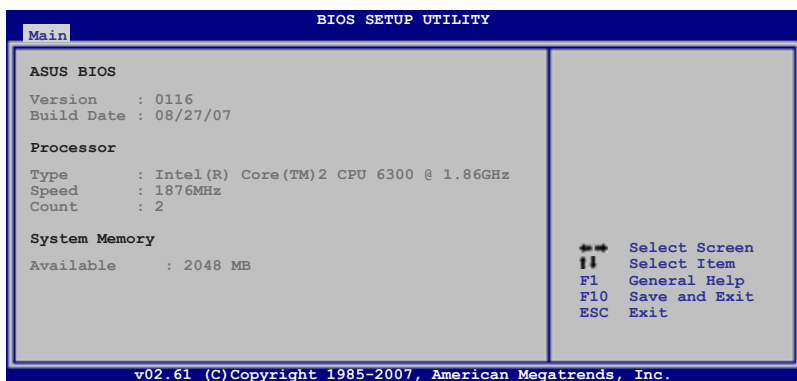 BIOS SETUP UTILITY
Main
ASUS BIOS
Version : 0116
Build Date : 08/27/07
Processor
Type : Intel(R) Core(TM)2 CPU 6300 @ 1.86GHz
Speed : 1876MHz
Count : 2
System Memory
Available : 2048 MB
Select Screen
Select Item
F1 General Help
F10 Save and Exit
ESC Exit
v02.61 (C)Copyright 1985-2007, American Megatrends, Inc.